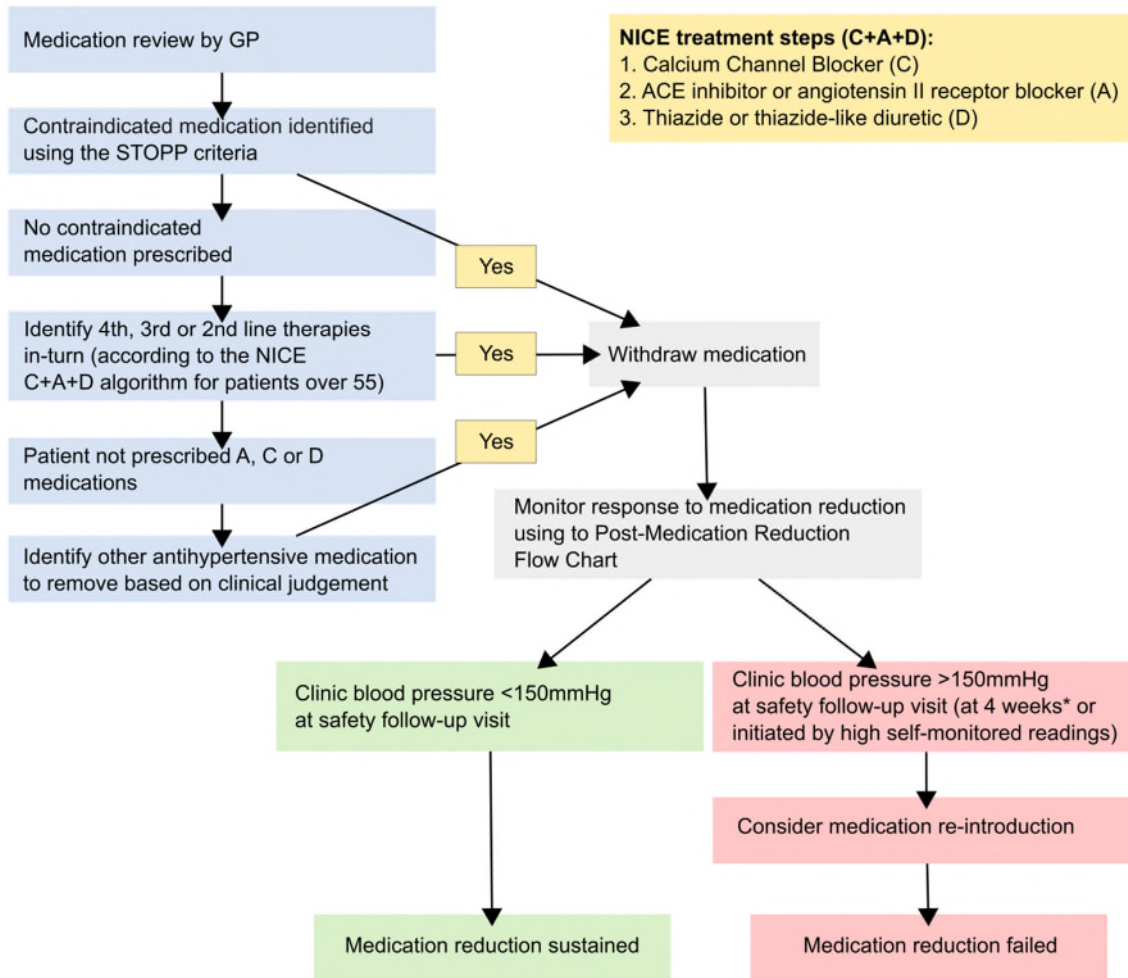 Medication review by GP
NICE treatment steps (C+A+D):
1. Calcium Channel Blocker (C)
2. ACE inhibitor or angiotensin II receptor blocker (A)
3. Thiazide or thiazide-like diuretic (D)
Contraindicated medication identified
using the STOPP criteria
No contraindicated
medication prescribed
Yes
Identify 4th, 3rd or 2nd line therapies
in-turn (according to the NICE
C+A+D algorithm for patients over 55)
Yes
Withdraw medication
Patient not prescribed A, C or D
medications
Yes
Identify other antihypertensive medication
to remove based on clinical judgement
Monitor response to medication reduction
using to Post-Medication Reduction
Flow Chart
Clinic blood pressure <150mmHg
at safety follow-up visit
Clinic blood pressure >150mmHg
at safety follow-up visit (at 4 weeks* or
initiated by high self-monitored readings)
Consider medication re-introduction
Medication reduction sustained
Medication reduction failed